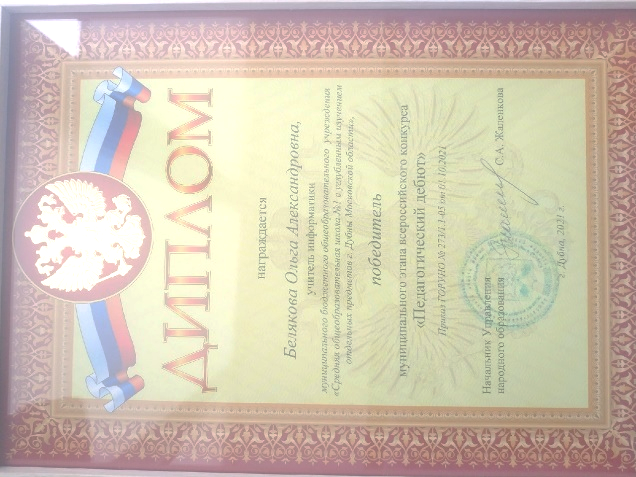 ДИПЛОМ
награждается
Белякова Ольга Александровна,
учитель информатики
муниципального бюджетного общеобразовательного учреждения
«Средняя общеобразовательная школа №1 с углубленным изучением
отдельных предметов г. Дубны Московской области»,
победитель
муниципального этапа всероссийского конкурса
«Педагогический дебют»
Приказ ГОРУНО № 273/1.1-05 от 01.10.2021
Начальник Управления
народного образования С.А. Жаленкова
г. Дубна, 2021 г.